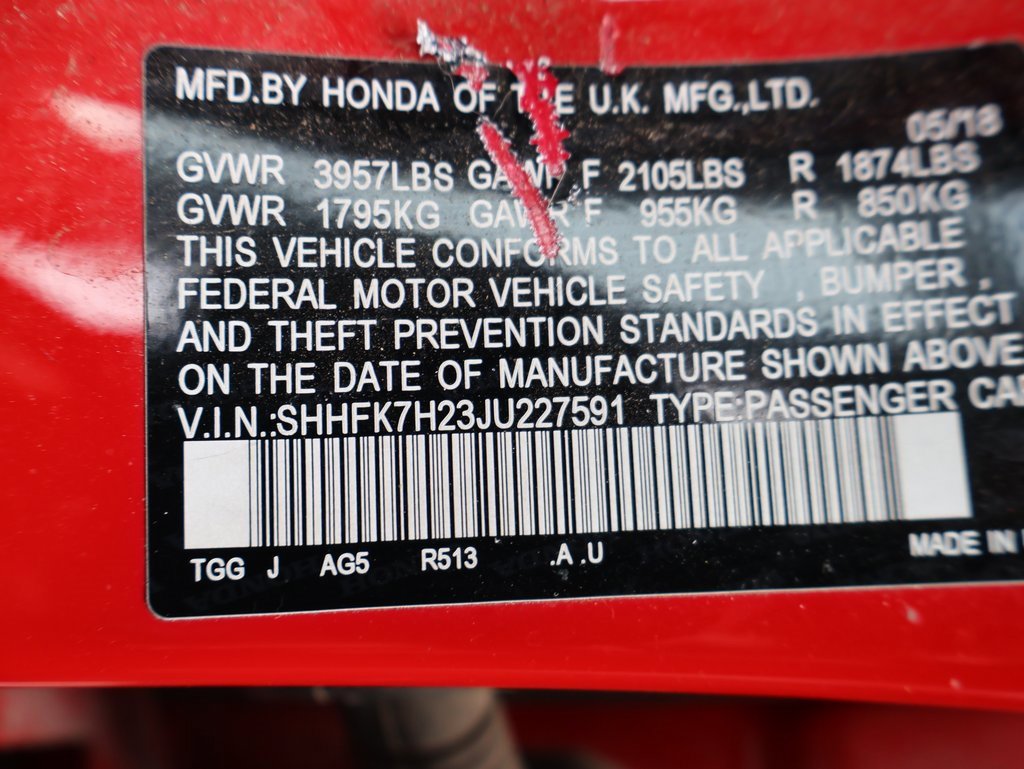 MFD.BY HONDA OF THE U.K. MFG.,LTD.
05/18
GVWR 3957LBS GAWR F 2105LBS R 1874LBS
GVWR 1795KG GAWR F 955KG R 850KG
THIS VEHICLE CONFORMS TO ALL APPLICABLE
FEDERAL MOTOR VEHICLE SAFETY , BUMPER ,
AND THEFT PREVENTION STANDARDS IN EFFECT
ON THE DATE OF MANUFACTURE SHOWN ABOVE
V.I.N.:SHHFK7H23JU227591 TYPE:PASSENGER CAR
TGG J AG5 R513 .A .U MADE IN